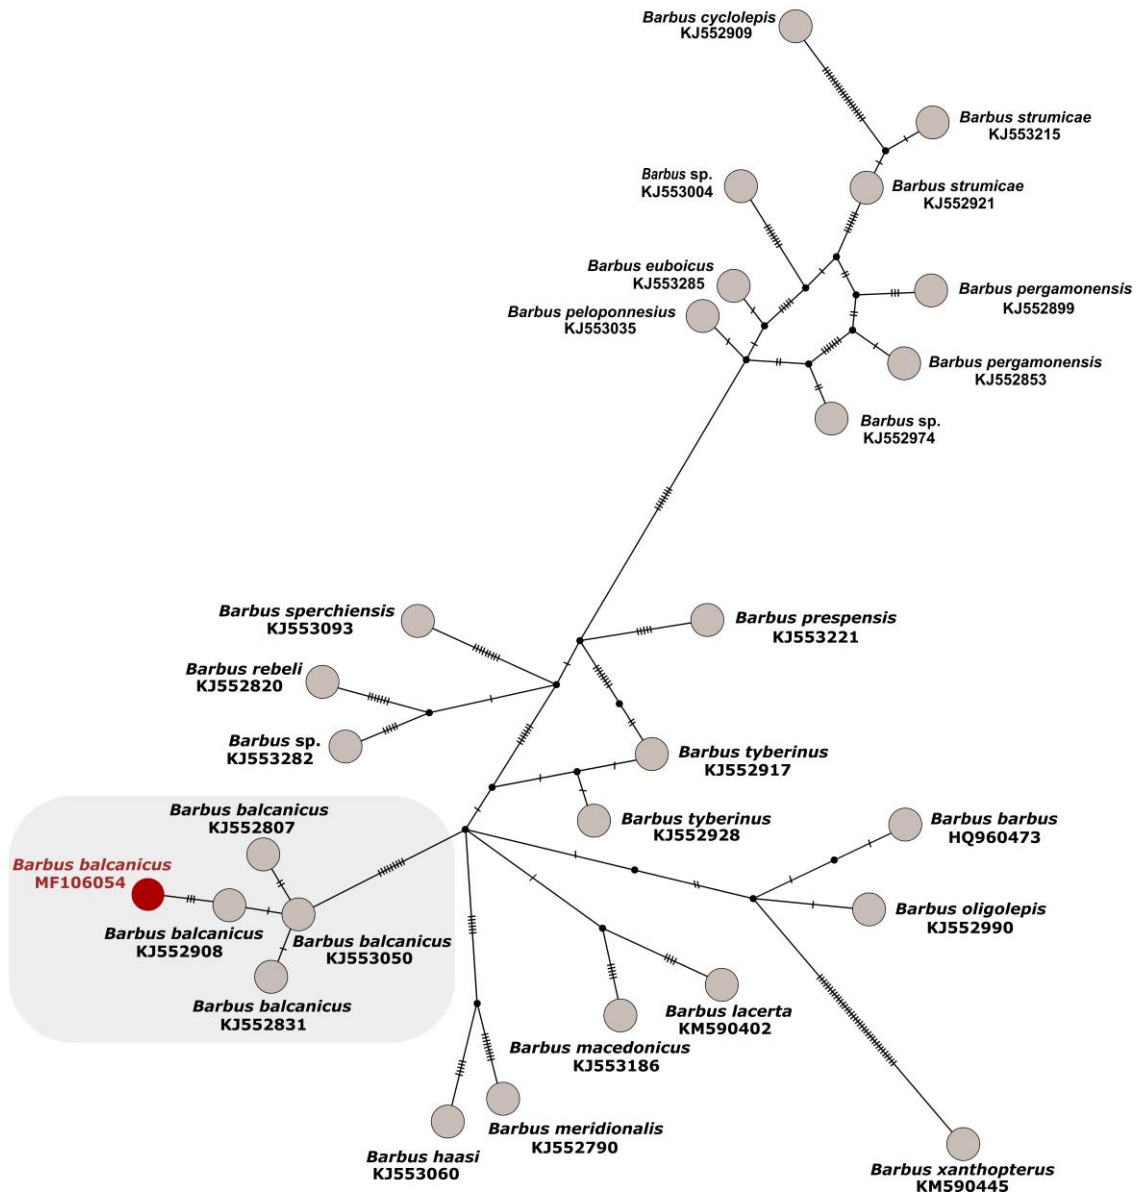 Barbus cyclolepis
KJ552909
Barbus strumicae
KJ553215
Barbus sp.
KJ553004
Barbus strumicae
KJ552921
Barbus euboicus
KJ553285
Barbus pergamonensis
KJ552899
Barbus peloponnesius
KJ553035
Barbus pergamonensis
KJ552853
Barbus sp.
KJ552974
Barbus sperchiensis
KJ553093
Barbus prespensis
KJ553221
Barbus rebeli
KJ552820
Barbus sp.
KJ553282
Barbus tyberinus
KJ552917
Barbus balcanicus
KJ552807
Barbus tyberinus
KJ552928
Barbus barbus
HQ960473
Barbus balcanicus
MF106054
Barbus oligolepis
KJ552990
Barbus balcanicus
KJ552908
Barbus balcanicus
KJ553050
Barbus balcanicus
KJ552831
Barbus lacerta
KM590402
Barbus macedonicus
KJ553186
Barbus meridionalis
KJ552790
Barbus haasi
KJ553060
Barbus xanthopterus
KM590445